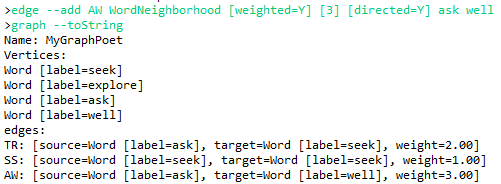 >edge --add AW WordNeighborhood [weighted=Y] [3] [directed=Y] ask well
>graph --toString
Name: MyGraphPoet
Vertices:
Word [label=seek]
Word [label=explore]
Word [label=ask]
Word [label=well]
edges:
TR: [source=Word [label=ask], target=Word [label=seek], weight=2.00]
SS: [source=Word [label=seek], target=Word [label=seek], weight=1.00]
AW: [source=Word [label=ask], target=Word [label=well], weight=3.00]